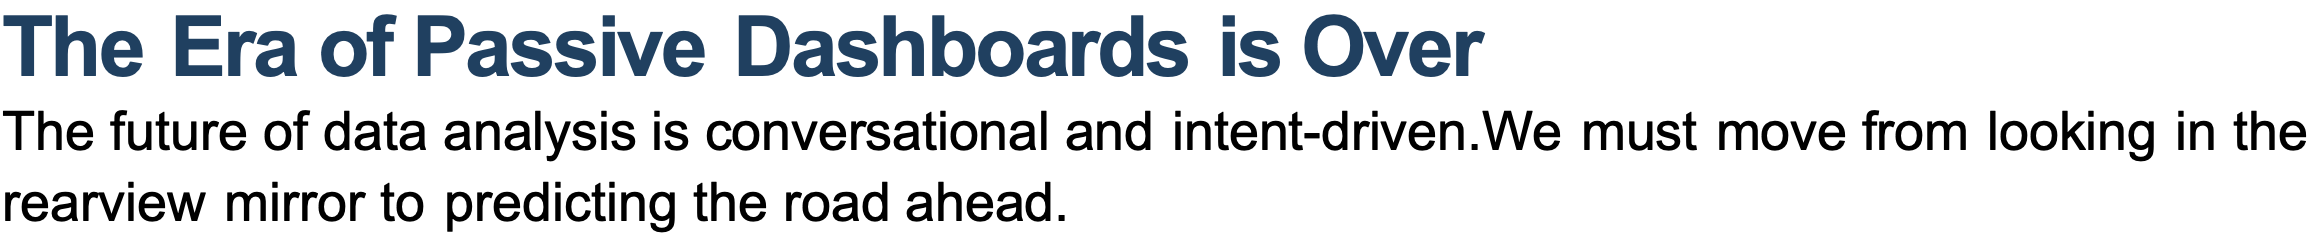 The Era of Passive Dashboards is Over
The future of data analysis is conversational and intent-driven.We must move from looking in the
rearview mirror to predicting the road ahead.